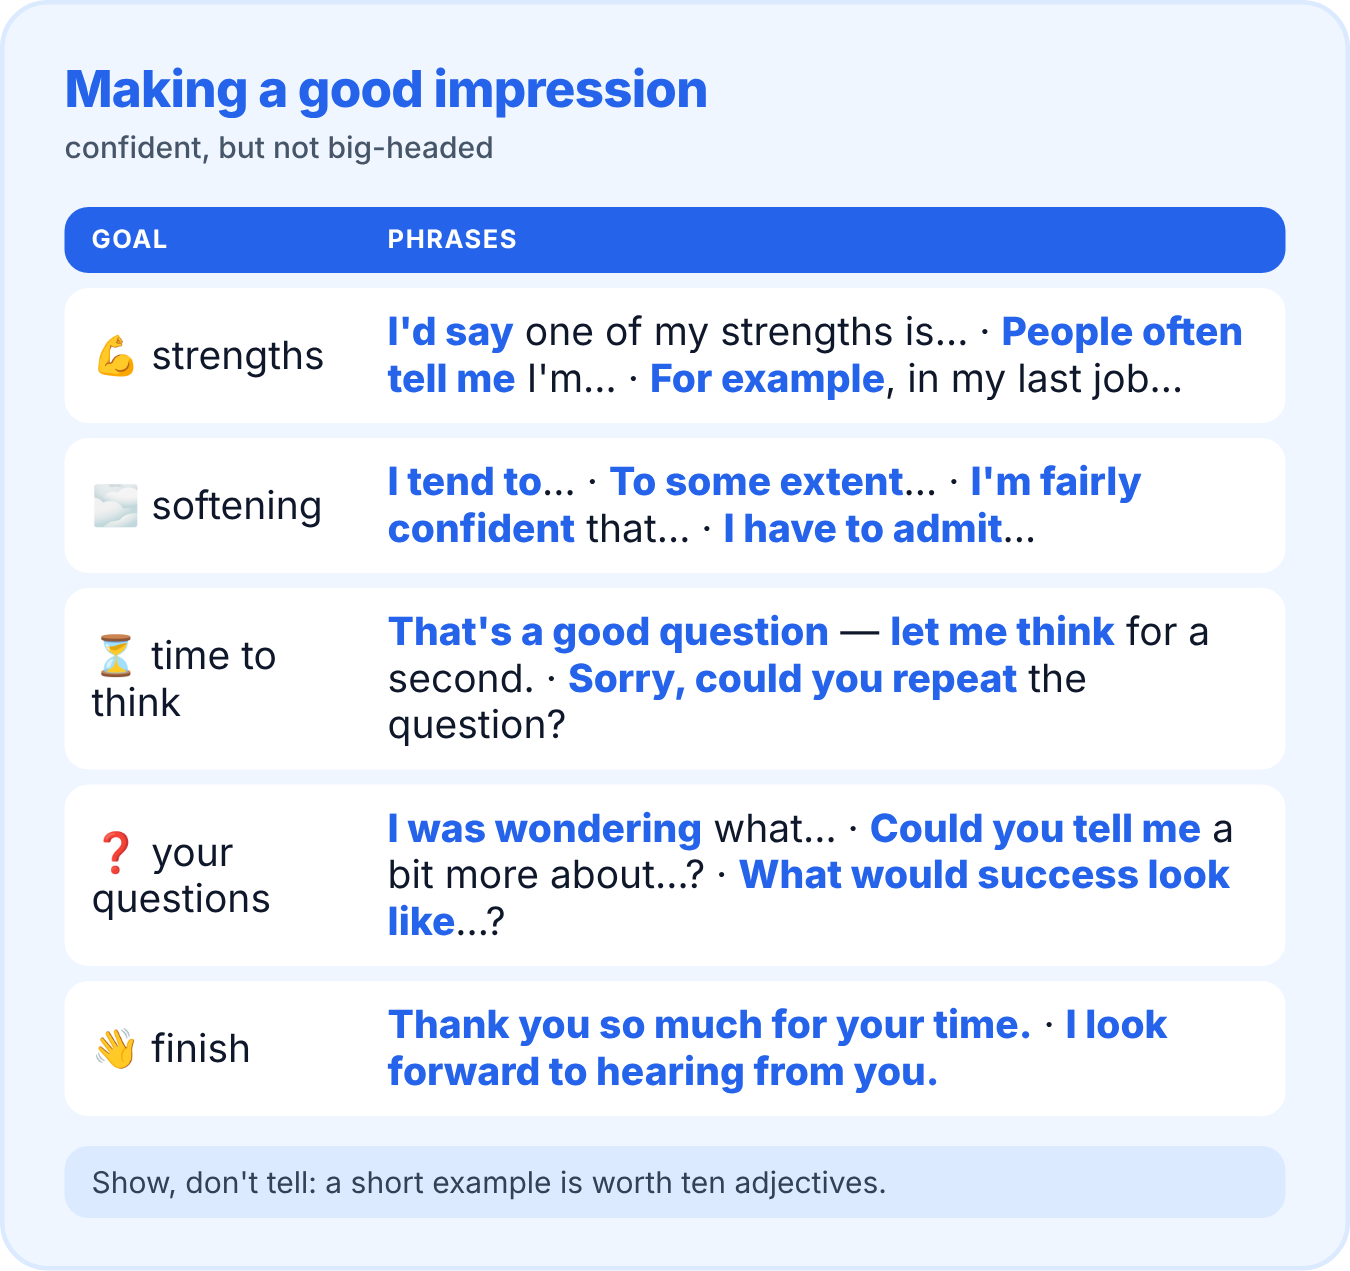 Making a good impression
confident, but not big-headed
GOAL PHRASES
💪 strengths
I'd say one of my strengths is... · People often
tell me I'm... · For example, in my last job...
🌫️ softening
I tend to... · To some extent... · I'm fairly
confident that... · I have to admit...
⏳ time to
think
That's a good question — let me think for a
second. · Sorry, could you repeat the
question?
❓ your
questions
I was wondering what... · Could you tell me a
bit more about...? · What would success look
like...?
👋 finish
Thank you so much for your time. · I look
forward to hearing from you.
Show, don't tell: a short example is worth ten adjectives.